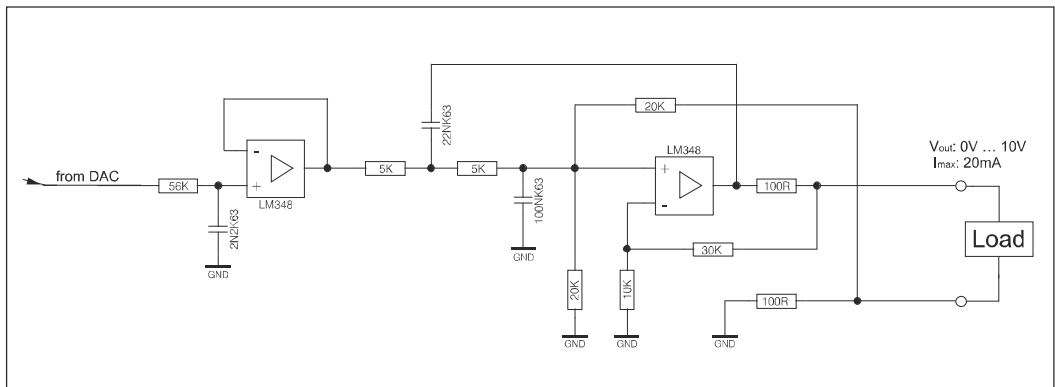 22NK63
20K
LM348
Vout: 0V ... 10V
Imax: 20mA
from DAC
56K
-
+
LM348
5K
5K
+
-
100R
2N2K63
100NK63
30K
Load
GND
GND
20K
10K
100R
GND
GND
GND